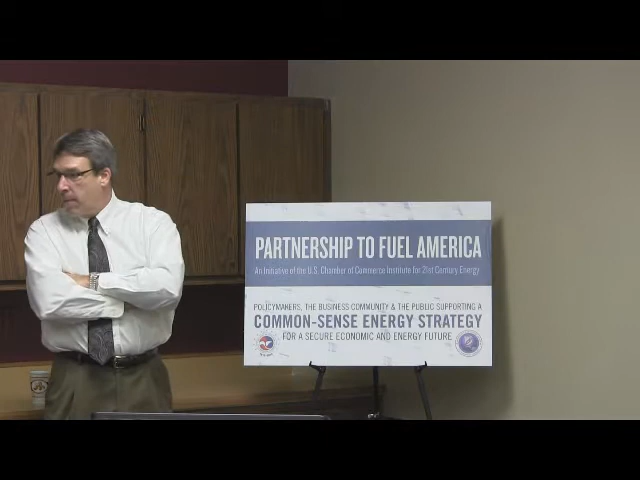 PARTNERSHIP TO FUEL AMERICA
An Initiative of the U.S. Chamber of Commerce Institute for 21st Century Energy
POLICYMAKERS, THE BUSINESS COMMUNITY & THE PUBLIC SUPPORTING A
COMMON-SENSE ENERGY STRATEGY
FOR A SECURE ECONOMIC AND ENERGY FUTURE